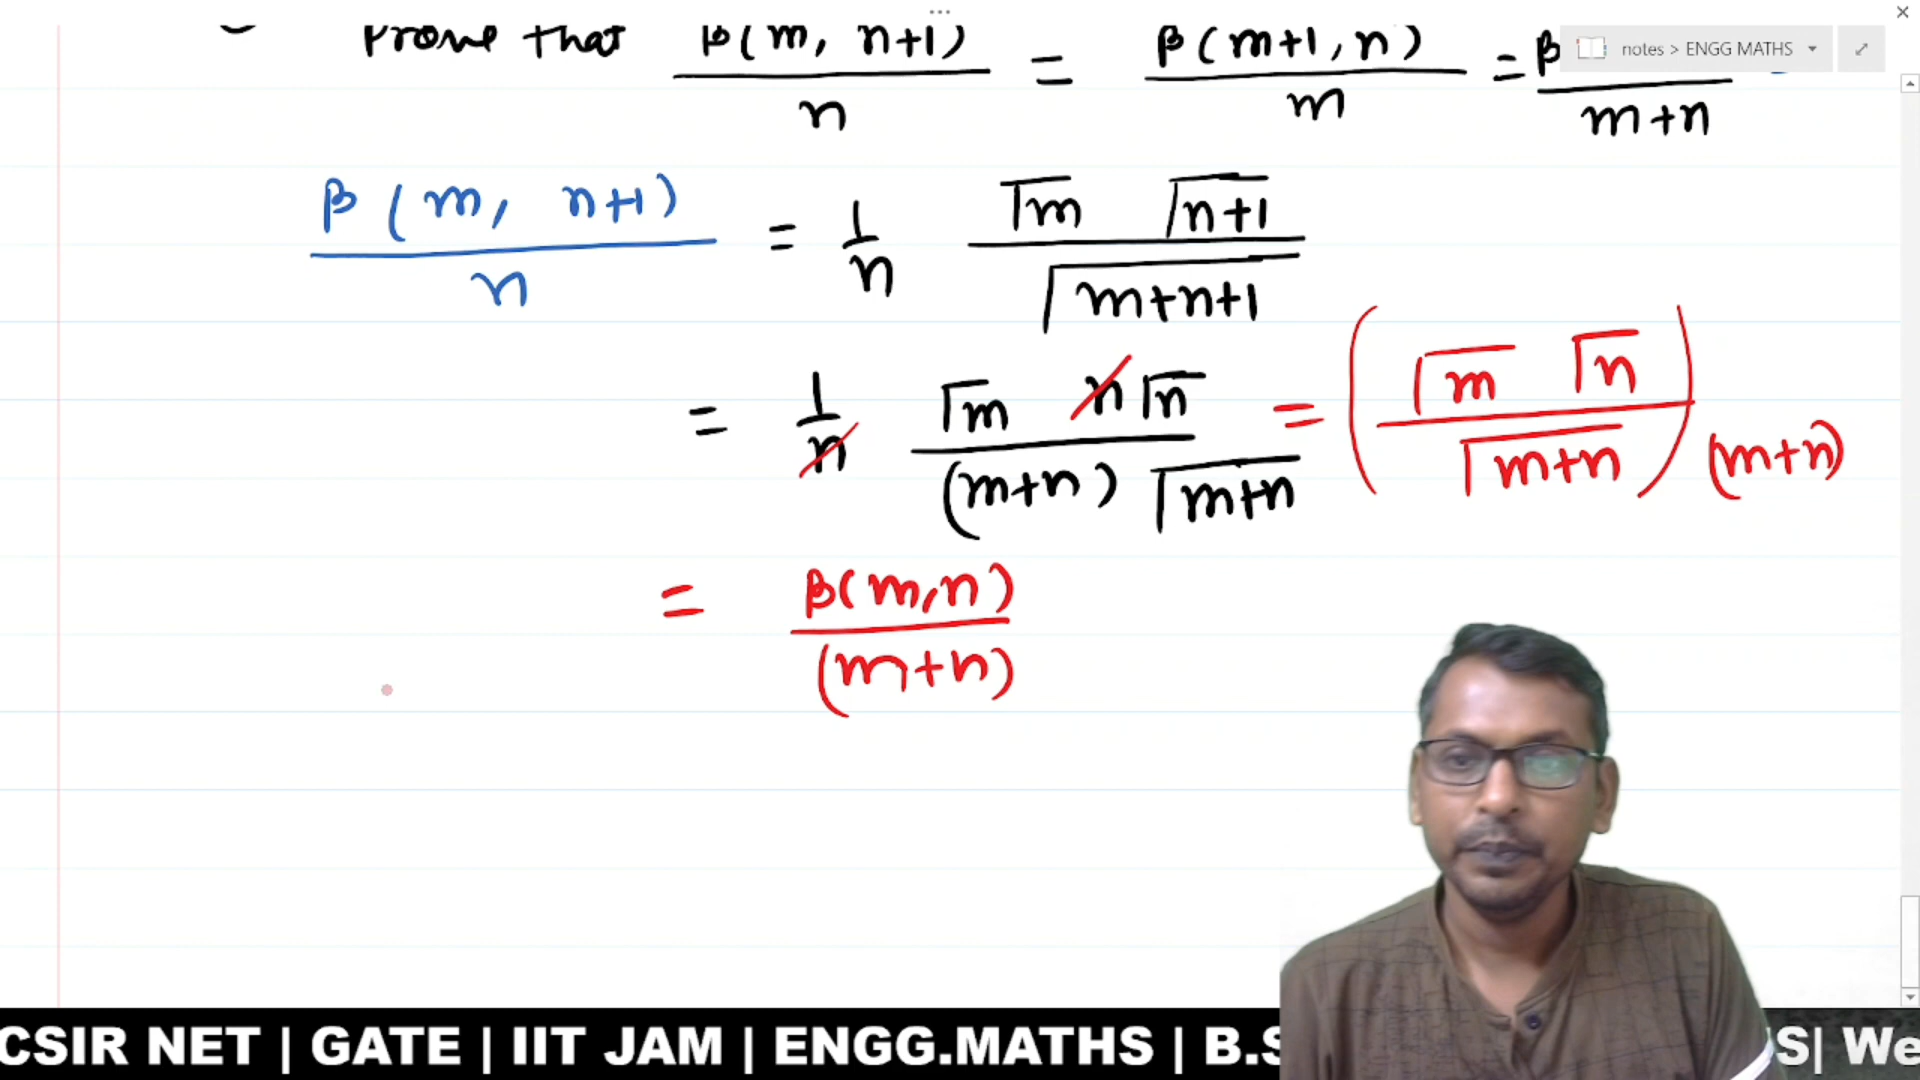 notes > ENGG MATHS
Prove that β(m, n+1)/n = β(m+1, n)/m = β/m+n
β(m, n+1)/n = 1/n Γm Γn+1/Γm+n+1
= 1/n Γm nΓn/(m+n) Γm+n = (Γm Γn/Γm+n) (m+n)
= β(m,n)/(m+n)
CSIR NET | GATE | IIT JAM | ENGG.MATHS | B.S S| We